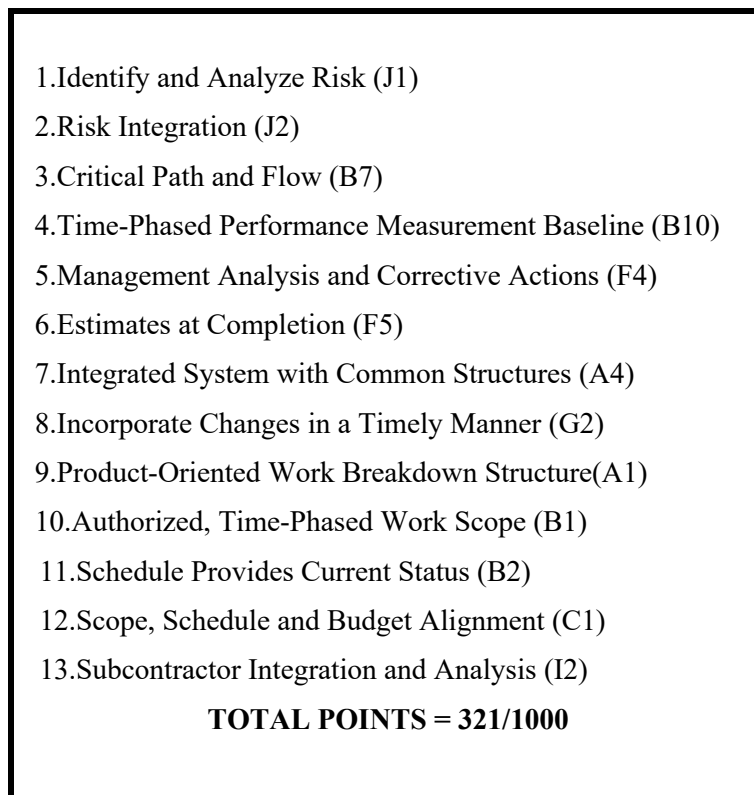 1.Identify and Analyze Risk (J1)
2.Risk Integration (J2)
3.Critical Path and Flow (B7)
4.Time-Phased Performance Measurement Baseline (B10)
5.Management Analysis and Corrective Actions (F4)
6.Estimates at Completion (F5)
7.Integrated System with Common Structures (A4)
8.Incorporate Changes in a Timely Manner (G2)
9.Product-Oriented Work Breakdown Structure(A1)
10.Authorized, Time-Phased Work Scope (B1)
11.Schedule Provides Current Status (B2)
12.Scope, Schedule and Budget Alignment (C1)
13.Subcontractor Integration and Analysis (I2)
TOTAL POINTS = 321/1000